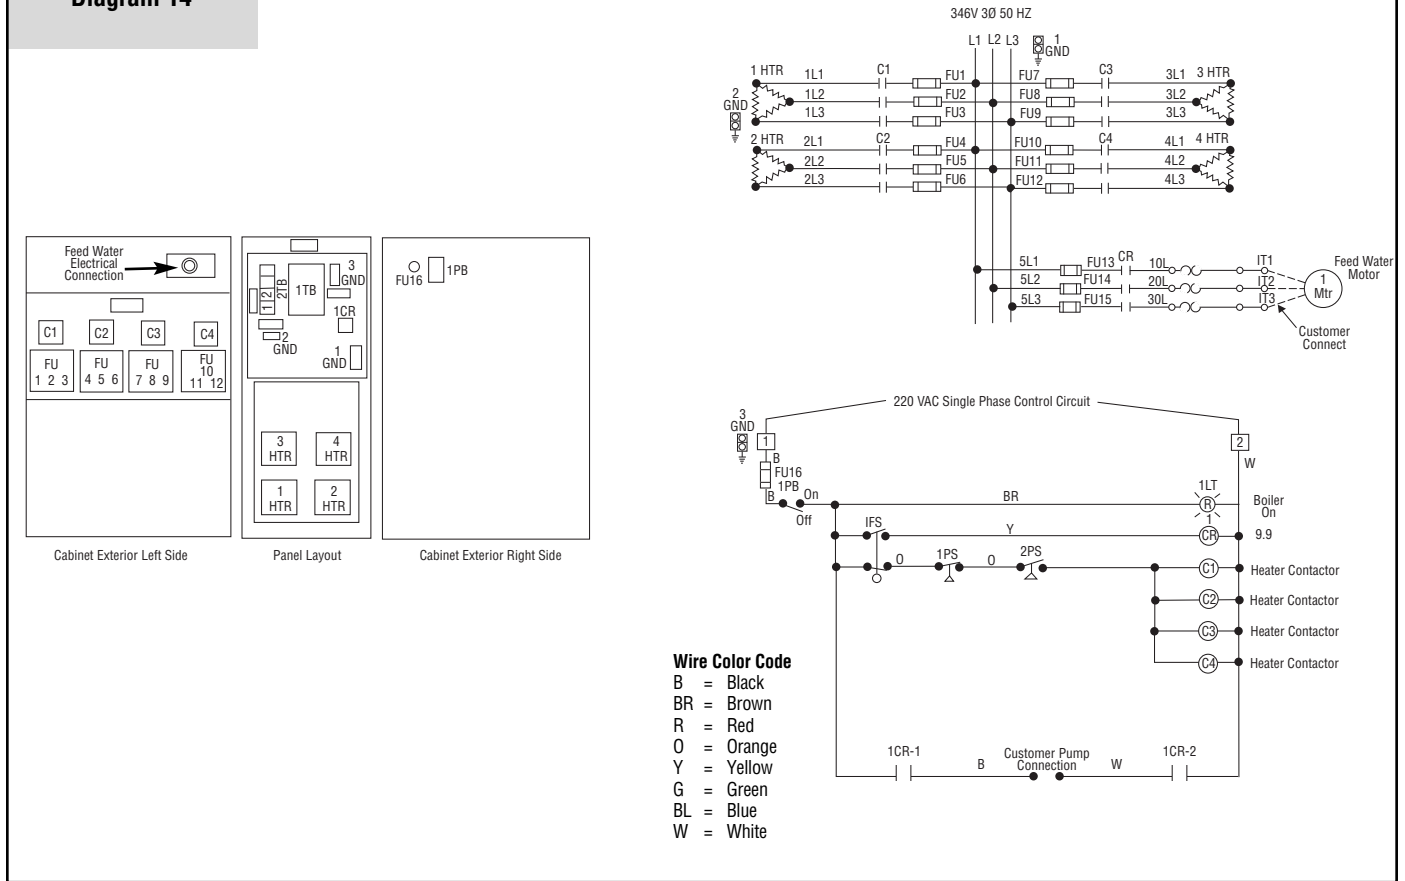 Diagram 14
346V 3Ø 50 HZ
L1 L2 L3 1 GND
1 HTR 1L1 C1 FU1 FU7 C3 3L1 3 HTR
2 GND 1L2 FU2 FU8 3L2
1L3 FU3 FU9 3L3
2 HTR 2L1 C2 FU4 FU10 C4 4L1 4 HTR
2L2 FU5 FU11 4L2
2L3 FU6 FU12 4L3
5L1 FU13 CR 10L IT1 Feed Water
5L2 FU14 20L IT2 1 Motor
5L3 FU15 30L IT3 Mtr
Customer
Connect
Feed Water
Electrical
Connection
C1 C2 C3 C4
FU
1 2 3
FU
4 5 6
FU
7 8 9
FU
10
11 12
Cabinet Exterior Left Side
1 2 2TB 1TB 3
GND
1CR
2
GND
1
GND
3
HTR
4
HTR
1
HTR
2
HTR
Panel Layout
FU16 1PB
Cabinet Exterior Right Side
220 VAC Single Phase Control Circuit
3
GND
1 2
B W
FU16
1PB
B On BR 1LT R Boiler
Off On
IFS Y 1 CR 9.9
O 1PS O 2PS C1 Heater Contactor
C2 Heater Contactor
C3 Heater Contactor
C4 Heater Contactor
1CR-1 B Customer Pump W 1CR-2
Connection
Wire Color Code
B = Black
BR = Brown
R = Red
O = Orange
Y = Yellow
G = Green
BL = Blue
W = White